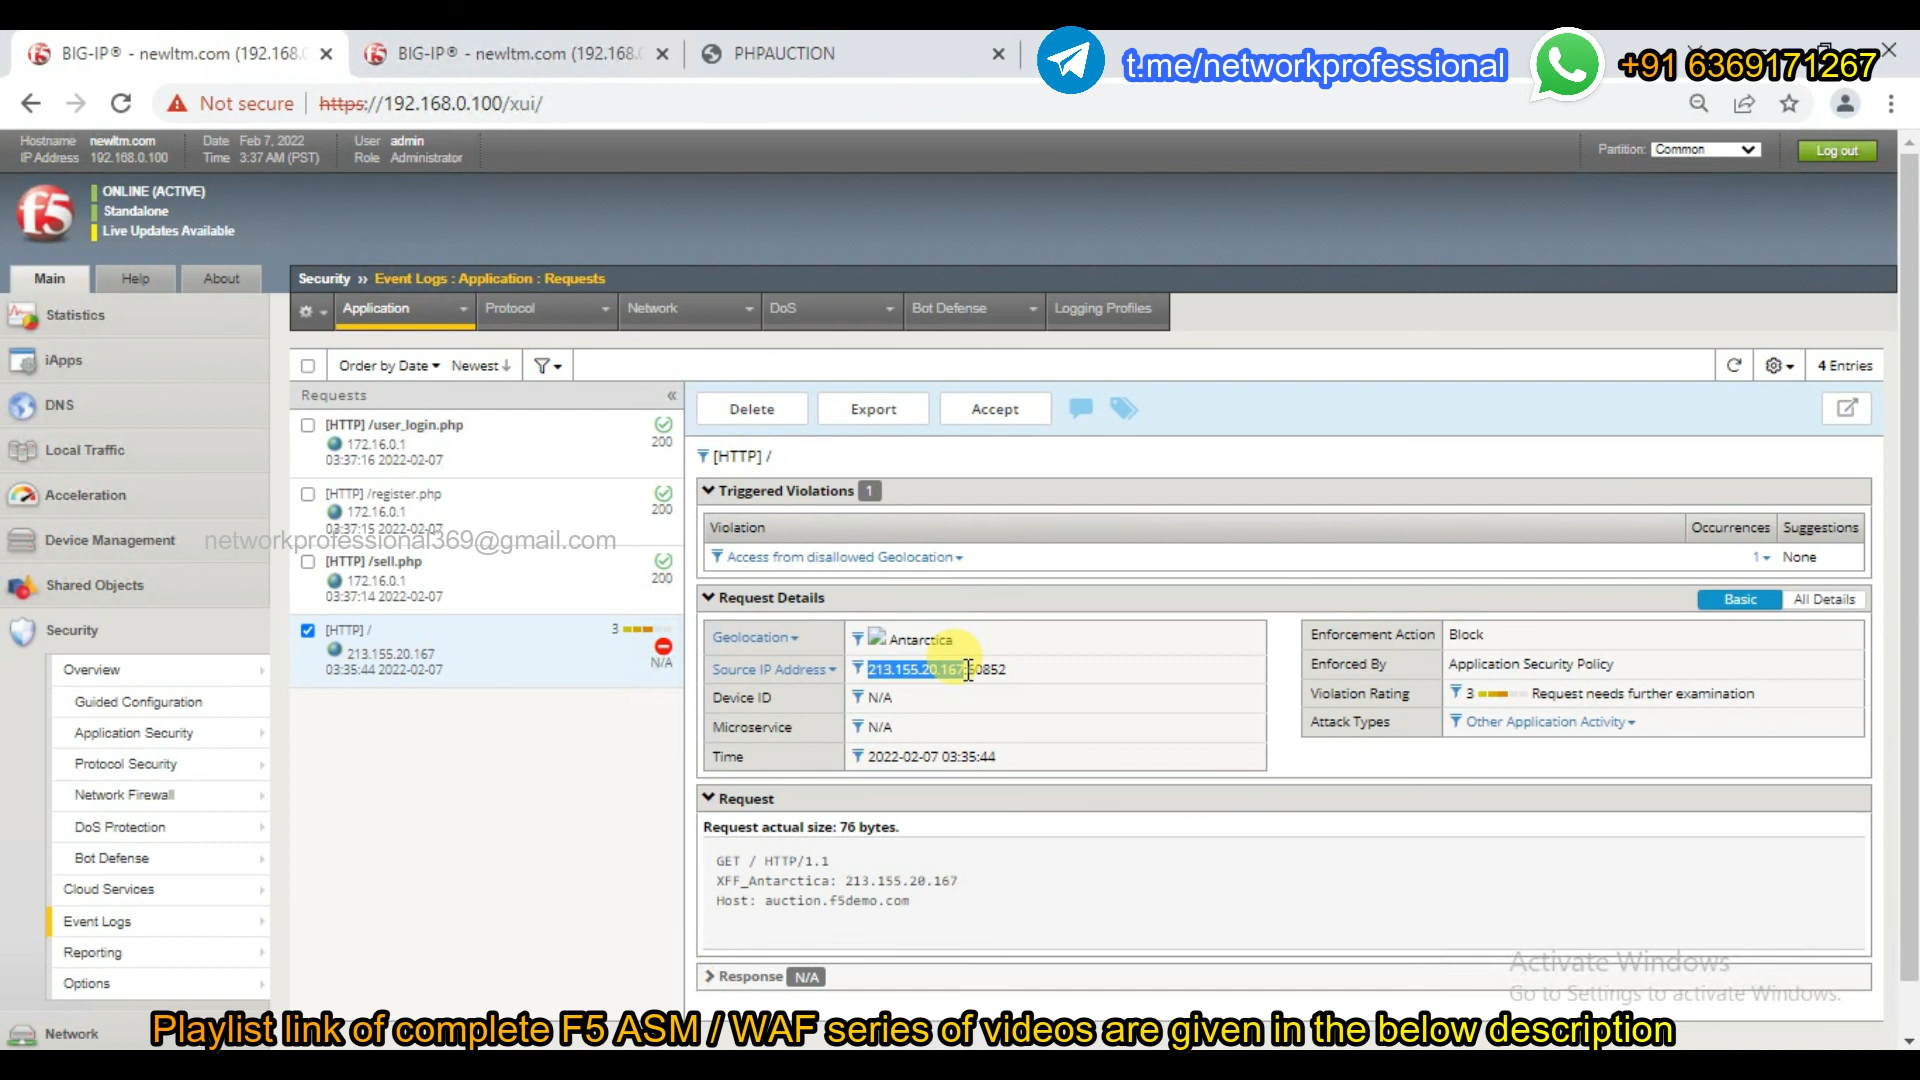 BIG-IP® - newltm.com (192.168.
BIG-IP® - newltm.com (192.168.
PHPAUCTION
t.me/networkprofessional
+91 6369171267
Not secure
https://192.168.0.100/xui/
Hostname newltm.com
IP Address 192.168.0.100
Date Feb 7, 2022
Time 3:37 AM (PST)
User admin
Role Administrator
Partition: Common
Log out
f5
ONLINE (ACTIVE)
Standalone
Live Updates Available
Main
Help
About
Security ›› Event Logs : Application : Requests
Application
Protocol
Network
DoS
Bot Defense
Logging Profiles
Statistics
iApps
DNS
Local Traffic
Acceleration
Device Management
Shared Objects
Security
Overview
Guided Configuration
Application Security
Protocol Security
Network Firewall
DoS Protection
Bot Defense
Cloud Services
Event Logs
Reporting
Options
Network
Order by Date
Newest
4 Entries
Requests
[HTTP] /user_login.php
172.16.0.1
03:37:16 2022-02-07
200
[HTTP] /register.php
172.16.0.1
03:37:15 2022-02-07
200
networkprofessional369@gmail.com
[HTTP] /sell.php
172.16.0.1
03:37:14 2022-02-07
200
[HTTP] /
213.155.20.167
03:35:44 2022-02-07
3
N/A
Delete
Export
Accept
[HTTP] /
Triggered Violations 1
Violation
Occurrences
Suggestions
Access from disallowed Geolocation
1
None
Request Details
Basic
All Details
Geolocation
Antarctica
Source IP Address
213.155.20.167:60852
Device ID
N/A
Microservice
N/A
Time
2022-02-07 03:35:44
Enforcement Action
Block
Enforced By
Application Security Policy
Violation Rating
3 Request needs further examination
Attack Types
Other Application Activity
Request
Request actual size: 76 bytes.
GET / HTTP/1.1
XFF_Antarctica: 213.155.20.167
Host: auction.f5demo.com
Response N/A
Activate Windows
Go to Settings to activate Windows.
Playlist link of complete F5 ASM / WAF series of videos are given in the below description